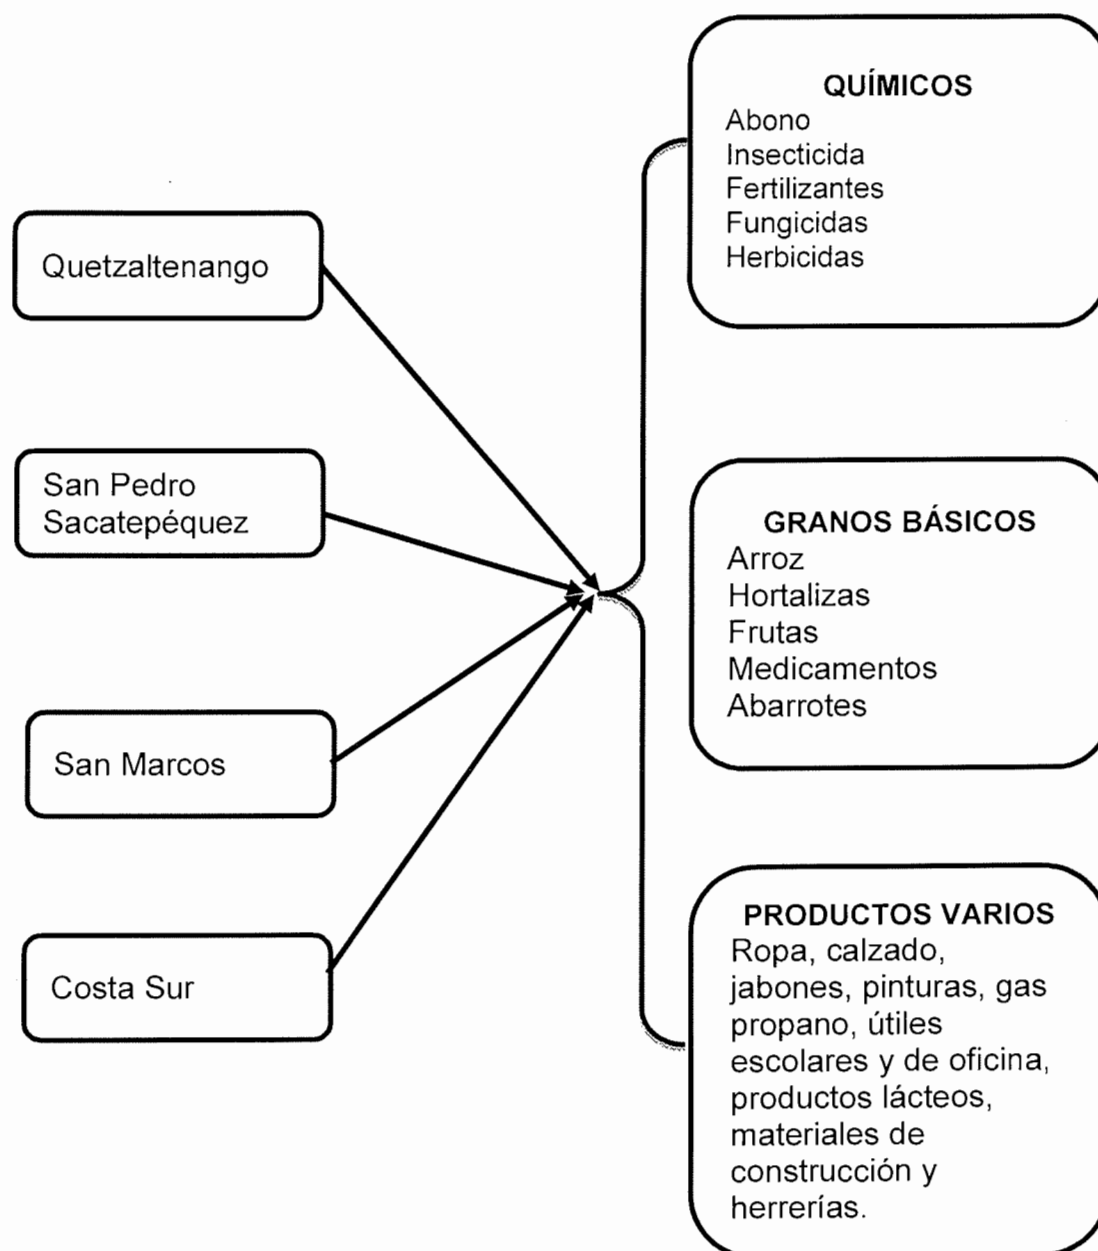 Quetzaltenango
San Pedro
Sacatepéquez
San Marcos
Costa Sur
QUÍMICOS
Abono
Insecticida
Fertilizantes
Fungicidas
Herbicidas
GRANOS BÁSICOS
Arroz
Hortalizas
Frutas
Medicamentos
Abarrotes
PRODUCTOS VARIOS
Ropa, calzado,
jabones, pinturas, gas
propano, útiles
escolares y de oficina,
productos lácteos,
materiales de
construcción y
herrerías.